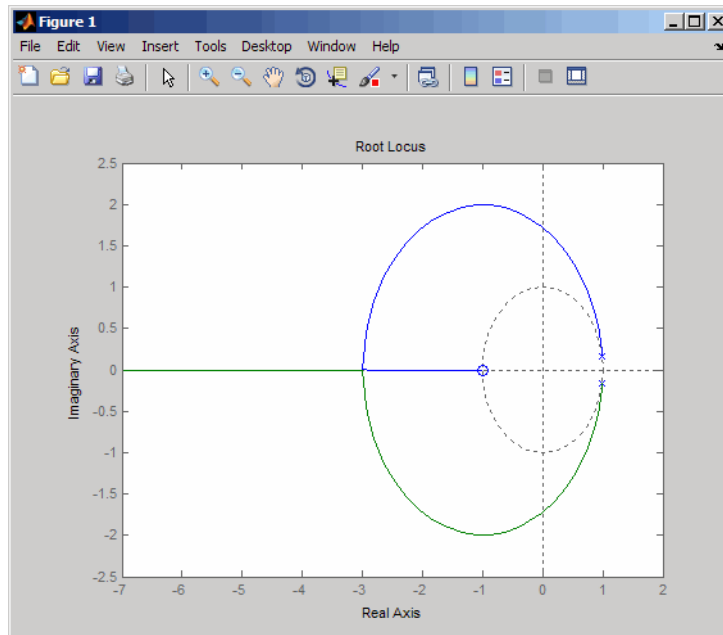 Figure 1
File Edit View Insert Tools Desktop Window Help
Root Locus
2.5
2
1.5
1
0.5
0
-0.5
-1
-1.5
-2
-2.5
Imaginary Axis
-7 -6 -5 -4 -3 -2 -1 0 1 2
Real Axis